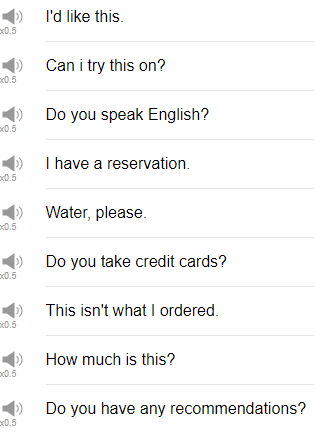 I'd like this.
x0.5
Can i try this on?
x0.5
Do you speak English?
x0.5
I have a reservation.
x0.5
Water, please.
x0.5
Do you take credit cards?
x0.5
This isn't what I ordered.
x0.5
How much is this?
x0.5
Do you have any recommendations?
x0.5